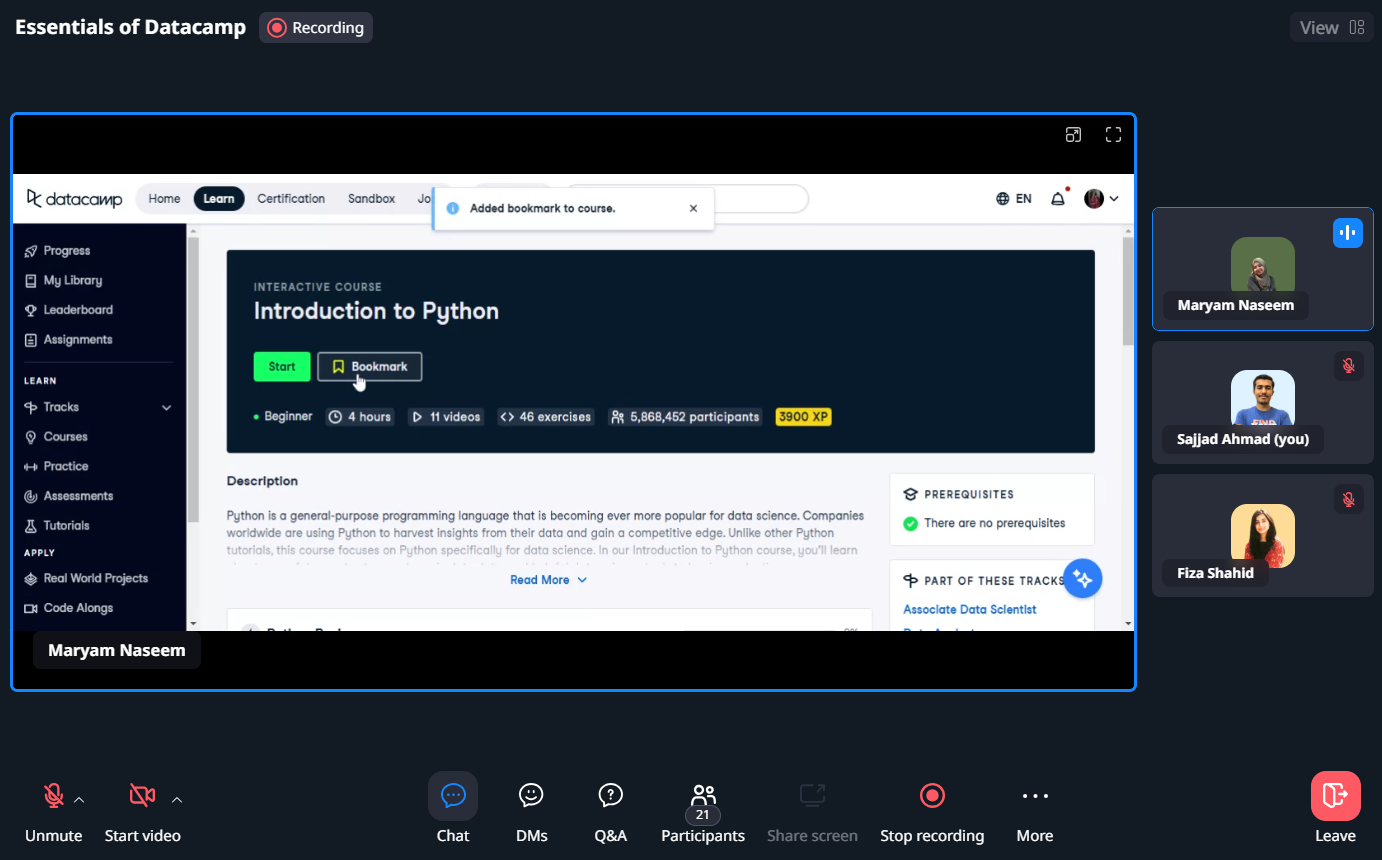 Essentials of Datacamp
Recording
View
datacamp
Home
Learn
Certification
Sandbox
Added bookmark to course.
EN
Progress
My Library
Leaderboard
Assignments
LEARN
Tracks
Courses
Practice
Assessments
Tutorials
APPLY
Real World Projects
Code Alongs
INTERACTIVE COURSE
Introduction to Python
Start
Bookmark
Beginner
4 hours
11 videos
46 exercises
5,868,452 participants
3900 XP
Description
Python is a general-purpose programming language that is becoming ever more popular for data science. Companies
worldwide are using Python to harvest insights from their data and gain a competitive edge. Unlike other Python
tutorials, this course focuses on Python specifically for data science. In our Introduction to Python course, you'll learn
Read More
PREREQUISITES
There are no prerequisites
PART OF THESE TRACKS
Associate Data Scientist
Maryam Naseem
Maryam Naseem
Sajjad Ahmad (you)
Fiza Shahid
Unmute
Start video
Chat
DMs
Q&A
21
Participants
Share screen
Stop recording
More
Leave